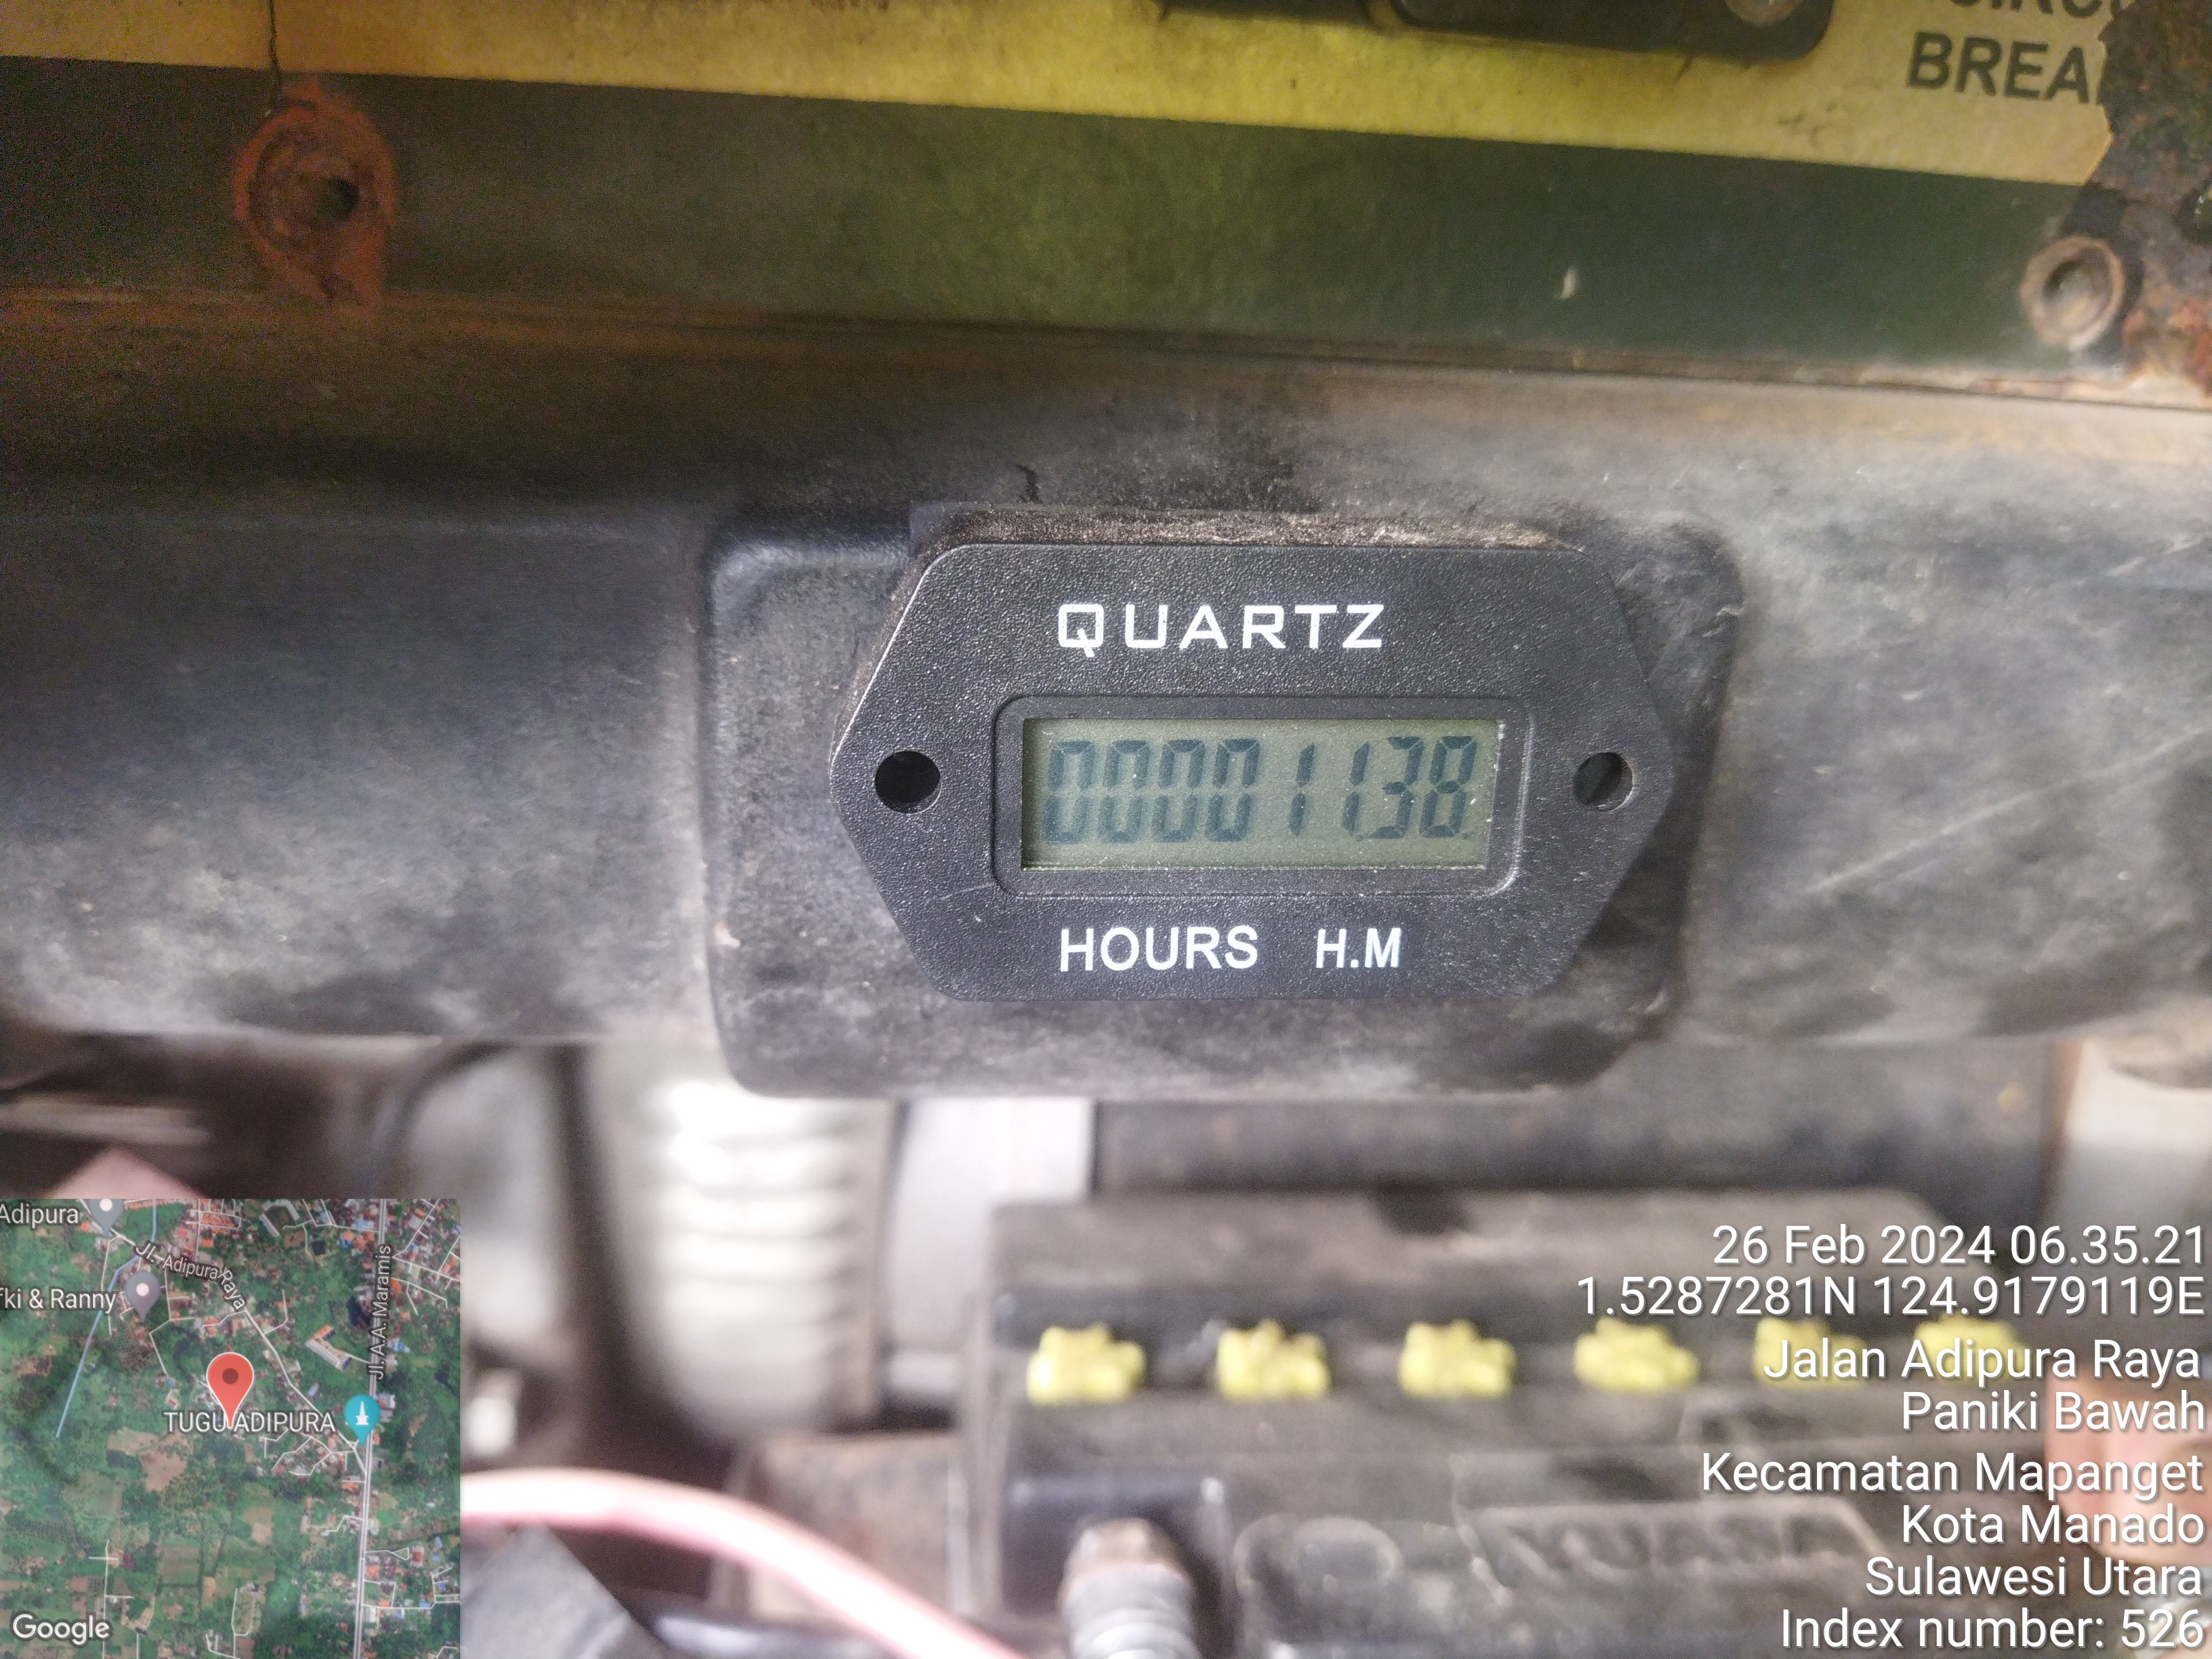 BREA
QUARTZ
00001138
HOURS H.M
Adipura
Jl. Adipura Raya
Jl. A.A. Maramis
fki & Ranny
TUGU ADIPURA
Google
26 Feb 2024 06.35.21
1.5287281N 124.9179119E
Jalan Adipura Raya
Paniki Bawah
Kecamatan Mapanget
Kota Manado
Sulawesi Utara
Index number: 526